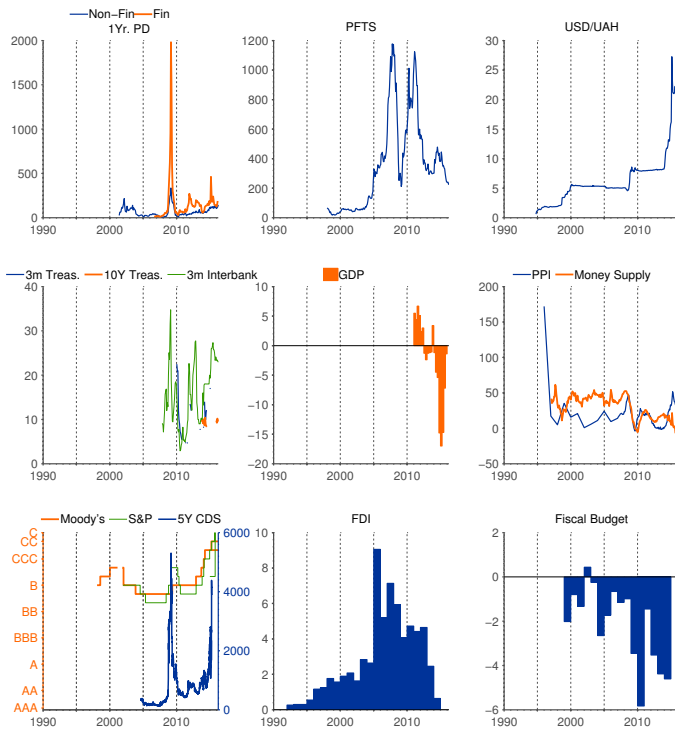 Non-Fin Fin
1Yr. PD
2000
1500
1000
500
0
1990 2000 2010
PFTS
1200
1000
800
600
400
200
0
1990 2000 2010
USD/UAH
30
25
20
15
10
5
0
1990 2000 2010
3m Treas. 10Y Treas. 3m Interbank
40
30
20
10
0
1990 2000 2010
GDP
10
5
0
−5
−10
−15
−20
1990 2000 2010
PPI Money Supply
200
150
100
50
0
−50
1990 2000 2010
Moody's S&P 5Y CDS
C
CC
CCC
B
BB
BBB
A
AA
AAA
6000
4000
2000
0
1990 2000 2010
FDI
10
8
6
4
2
0
1990 2000 2010
Fiscal Budget
2
0
−2
−4
−6
1990 2000 2010